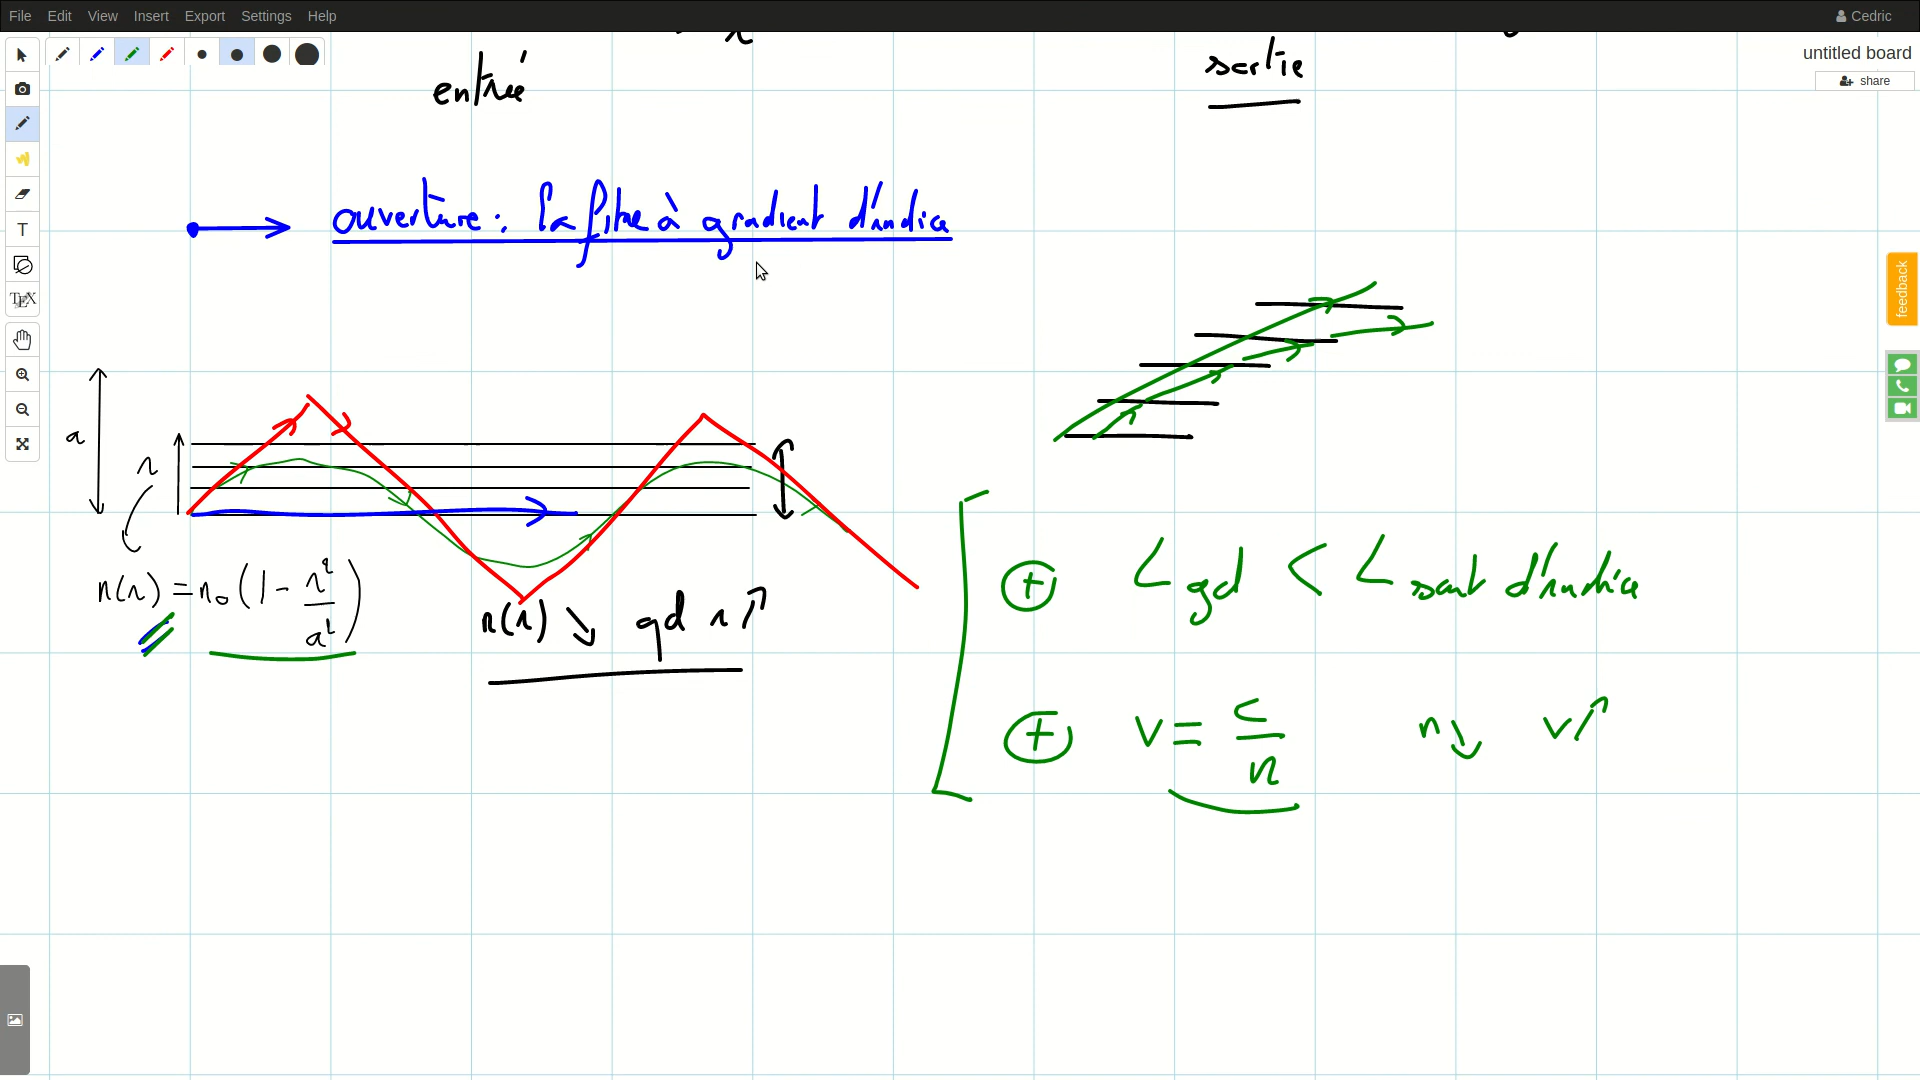 File Edit View Insert Export Settings Help Cedric
untitled board
share
entrée
sortie
ouverture : la fibre à gradient d'indice
feedback
TEX
T
a
r
n(r) = n₀ (1 - r²/a²)
n(r) ↘ qd r ↗
⊕ L gd < L saut d'indice
⊕ v = c/n n↘ v↗